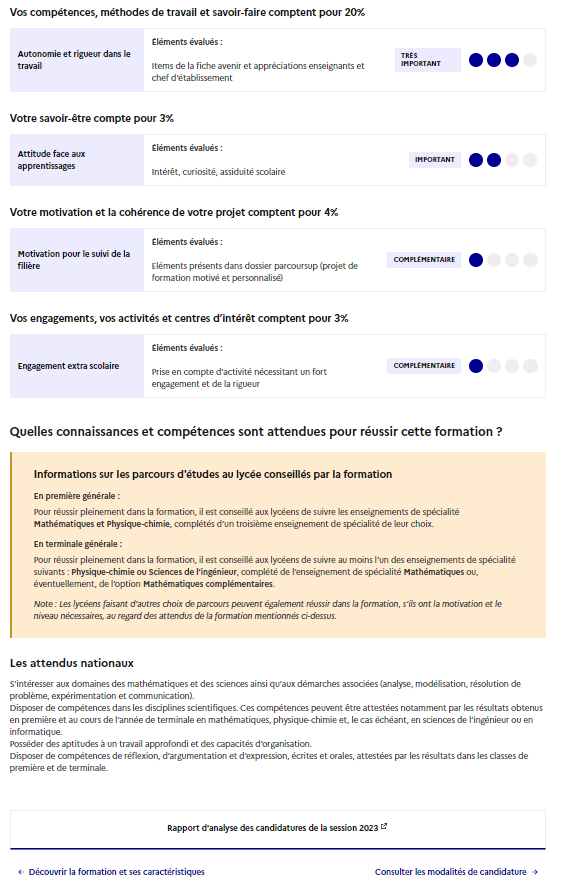 Vos compétences, méthodes de travail et savoir-faire comptent pour 20%
Autonomie et rigueur dans le
travail
Éléments évalués :
Items de la fiche avenir et appréciations enseignants et
chef d'établissement
TRÈS
IMPORTANT
Votre savoir-être compte pour 3%
Attitude face aux
apprentissages
Éléments évalués :
Intérêt, curiosité, assiduité scolaire
IMPORTANT
Votre motivation et la cohérence de votre projet comptent pour 4%
Motivation pour le suivi de la
filière
Éléments évalués :
Eléments présents dans dossier parcoursup (projet de
formation motivé et personnalisé)
COMPLÉMENTAIRE
Vos engagements, vos activités et centres d'intérêt comptent pour 3%
Engagement extra scolaire
Éléments évalués :
Prise en compte d'activité nécessitant un fort
engagement et de la rigueur
COMPLÉMENTAIRE
Quelles connaissances et compétences sont attendues pour réussir cette formation ?
Informations sur les parcours d'études au lycée conseillés par la formation
En première générale :
Pour réussir pleinement dans la formation, il est conseillé aux lycéens de suivre les enseignements de spécialité
Mathématiques et Physique-chimie, complétés d'un troisième enseignement de spécialité de leur choix.
En terminale générale :
Pour réussir pleinement dans la formation, il est conseillé aux lycéens de suivre au moins l'un des enseignements de spécialité
suivants : Physique-chimie ou Sciences de l'ingénieur, complété de l'enseignement de spécialité Mathématiques ou,
éventuellement, de l'option Mathématiques complémentaires.
Note : Les lycéens faisant d'autres choix de parcours peuvent également réussir dans la formation, s'ils ont la motivation et le
niveau nécessaires, au regard des attendus de la formation mentionnés ci-dessus.
Les attendus nationaux
S'intéresser aux domaines des mathématiques et des sciences ainsi qu'aux démarches associées (analyse, modélisation, résolution de
problème, expérimentation et communication).
Disposer de compétences dans les disciplines scientifiques. Ces compétences peuvent être attestées notamment par les résultats obtenus
en première et au cours de l'année de terminale en mathématiques, physique-chimie et, le cas échéant, en sciences de l'ingénieur ou en
informatique.
Posséder des aptitudes à un travail approfondi et des capacités d'organisation.
Disposer de compétences de réflexion, d'argumentation et d'expression, écrites et orales, attestées par les résultats dans les classes de
première et de terminale.
Rapport d'analyse des candidatures de la session 2023
← Découvrir la formation et ses caractéristiques
Consulter les modalités de candidature →